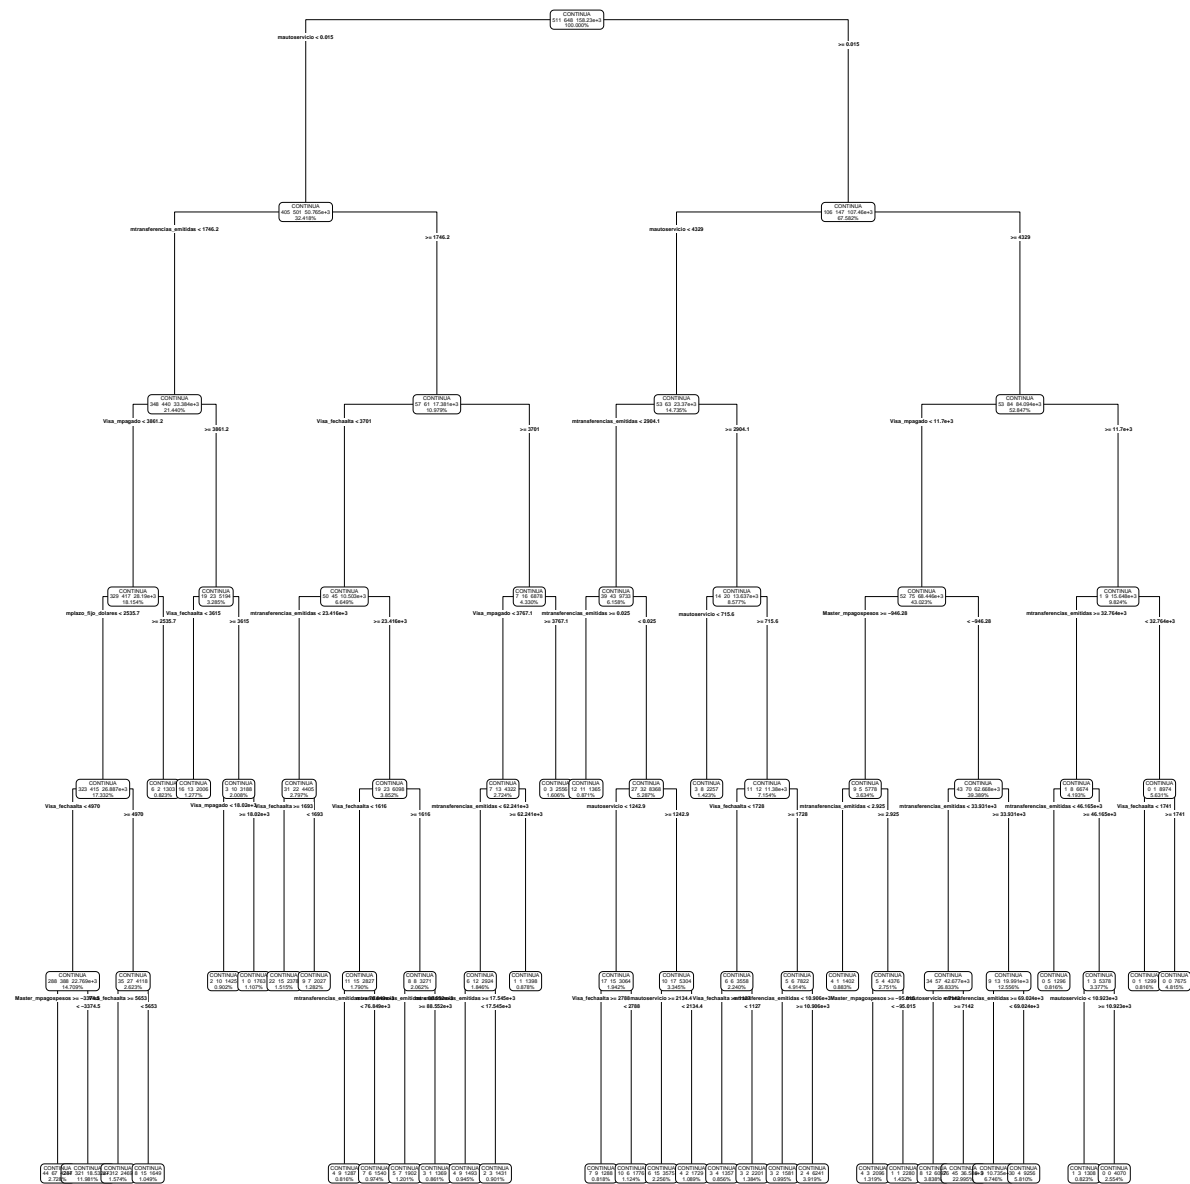 CONTINUA
511 648 158.23e+3
100.000%
mautoservicio < 0.015
>= 0.015
CONTINUA
405 501 50.765e+3
32.418%
CONTINUA
106 147 107.46e+3
67.582%
mtransferencias_emitidas < 1746.2
>= 1746.2
mautoservicio < 4329
>= 4329
CONTINUA
348 440 33.384e+3
21.440%
CONTINUA
57 61 17.381e+3
10.979%
CONTINUA
53 63 23.37e+3
14.735%
CONTINUA
53 84 84.094e+3
52.847%
Visa_mpagado < 3861.2
>= 3861.2
Visa_fechaalta < 3701
>= 3701
mtransferencias_emitidas < 2904.1
>= 2904.1
Visa_mpagado < 11.7e+3
>= 11.7e+3
CONTINUA
329 417 28.19e+3
18.154%
CONTINUA
19 23 5194
3.285%
CONTINUA
50 45 10.503e+3
6.649%
CONTINUA
7 16 6878
4.330%
CONTINUA
39 43 9733
6.158%
CONTINUA
14 20 13.637e+3
8.577%
CONTINUA
52 75 68.446e+3
43.023%
CONTINUA
1 9 15.648e+3
9.824%
mplazo_fijo_dolares < 2535.7
>= 2535.7
Visa_fechaalta < 3615
>= 3615
mtransferencias_emitidas < 23.416e+3
>= 23.416e+3
Visa_mpagado < 3767.1
>= 3767.1
mtransferencias_emitidas >= 0.025
< 0.025
mautoservicio < 715.6
>= 715.6
Master_mpagospesos >= −946.28
< −946.28
mtransferencias_emitidas >= 32.764e+3
< 32.764e+3
CONTINUA
323 415 26.887e+3
17.332%
CONTINUA
6 2 1303
0.823%
CONTINUA
16 13 2006
1.277%
CONTINUA
3 10 3188
2.008%
CONTINUA
31 22 4405
2.797%
CONTINUA
19 23 6098
3.852%
CONTINUA
7 13 4322
2.724%
CONTINUA
0 3 2556
1.606%
CONTINUA
12 11 1365
0.871%
CONTINUA
27 32 8368
5.287%
CONTINUA
3 8 2257
1.423%
CONTINUA
11 12 11.38e+3
7.154%
CONTINUA
9 5 5778
3.634%
CONTINUA
43 70 62.668e+3
39.389%
CONTINUA
1 8 6674
4.193%
CONTINUA
0 1 8974
5.631%
Visa_fechaalta < 4970
>= 4970
Visa_mpagado < 18.02e+3
>= 18.02e+3
Visa_fechaalta >= 1693
< 1693
Visa_fechaalta < 1616
>= 1616
mtransferencias_emitidas < 62.241e+3
>= 62.241e+3
mautoservicio < 1242.9
>= 1242.9
Visa_fechaalta < 1728
>= 1728
mtransferencias_emitidas < 2.925
>= 2.925
mtransferencias_emitidas < 33.931e+3
>= 33.931e+3
mtransferencias_emitidas < 46.165e+3
>= 46.165e+3
Visa_fechaalta < 1741
>= 1741
CONTINUA
288 388 22.769e+3
14.709%
CONTINUA
35 27 4118
2.623%
CONTINUA
2 10 1425
0.902%
CONTINUA
1 0 1763
1.107%
CONTINUA
22 15 2378
1.515%
CONTINUA
9 7 2027
1.282%
CONTINUA
11 15 2827
1.790%
CONTINUA
8 8 3271
2.062%
CONTINUA
6 12 2924
1.846%
CONTINUA
1 1 1398
0.878%
CONTINUA
17 15 3064
1.942%
CONTINUA
10 17 5304
3.345%
CONTINUA
6 6 3558
2.240%
CONTINUA
5 6 7822
4.914%
CONTINUA
4 1 1402
0.883%
CONTINUA
5 4 4376
2.751%
CONTINUA
34 57 42.677e+3
26.833%
CONTINUA
9 13 19.991e+3
12.556%
CONTINUA
0 5 1296
0.816%
CONTINUA
1 3 5378
3.377%
CONTINUA
0 1 1299
0.816%
CONTINUA
0 0 7675
4.815%
Master_mpagospesos >= −3374.5
< −3374.5
Visa_fechaalta >= 5653
< 5653
< 76.849e+3
>= 88.552e+3
mtransferencias_emitidas >= 17.545e+3
< 17.545e+3
Visa_fechaalta >= 2788
< 2788
mautoservicio >= 2134.4
< 2134.4
< 1127
mtransferencias_emitidas < 10.906e+3
>= 10.906e+3
Master_mpagospesos >= −95.015
< −95.015
mautoservicio < 7142
>= 7142
mtransferencias_emitidas >= 69.024e+3
< 69.024e+3
mautoservicio < 10.923e+3
>= 10.923e+3
CONTINUA
44 67
2.728%
CONTINUA
321
11.981%
CONTINUA
1.574%
CONTINUA
8 15 1649
1.049%
CONTINUA
4 9 1287
0.816%
CONTINUA
7 6 1540
0.974%
CONTINUA
5 7 1902
1.201%
CONTINUA
3 1 1369
0.861%
CONTINUA
4 9 1493
0.945%
CONTINUA
2 3 1431
0.901%
CONTINUA
7 9 1288
0.818%
CONTINUA
10 6 1776
1.124%
CONTINUA
6 15 3575
2.256%
CONTINUA
4 2 1729
1.089%
CONTINUA
3 4 1357
0.856%
CONTINUA
3 2 2201
1.384%
CONTINUA
3 2 1581
0.995%
CONTINUA
2 4 6241
3.919%
CONTINUA
4 3 2096
1.319%
CONTINUA
1 1 2280
1.432%
CONTINUA
8 12
3.838%
CONTINUA
45
22.995%
CONTINUA
10.735e+3
6.746%
CONTINUA
4 9256
5.810%
CONTINUA
1 3 1308
0.823%
CONTINUA
0 0 4070
2.554%